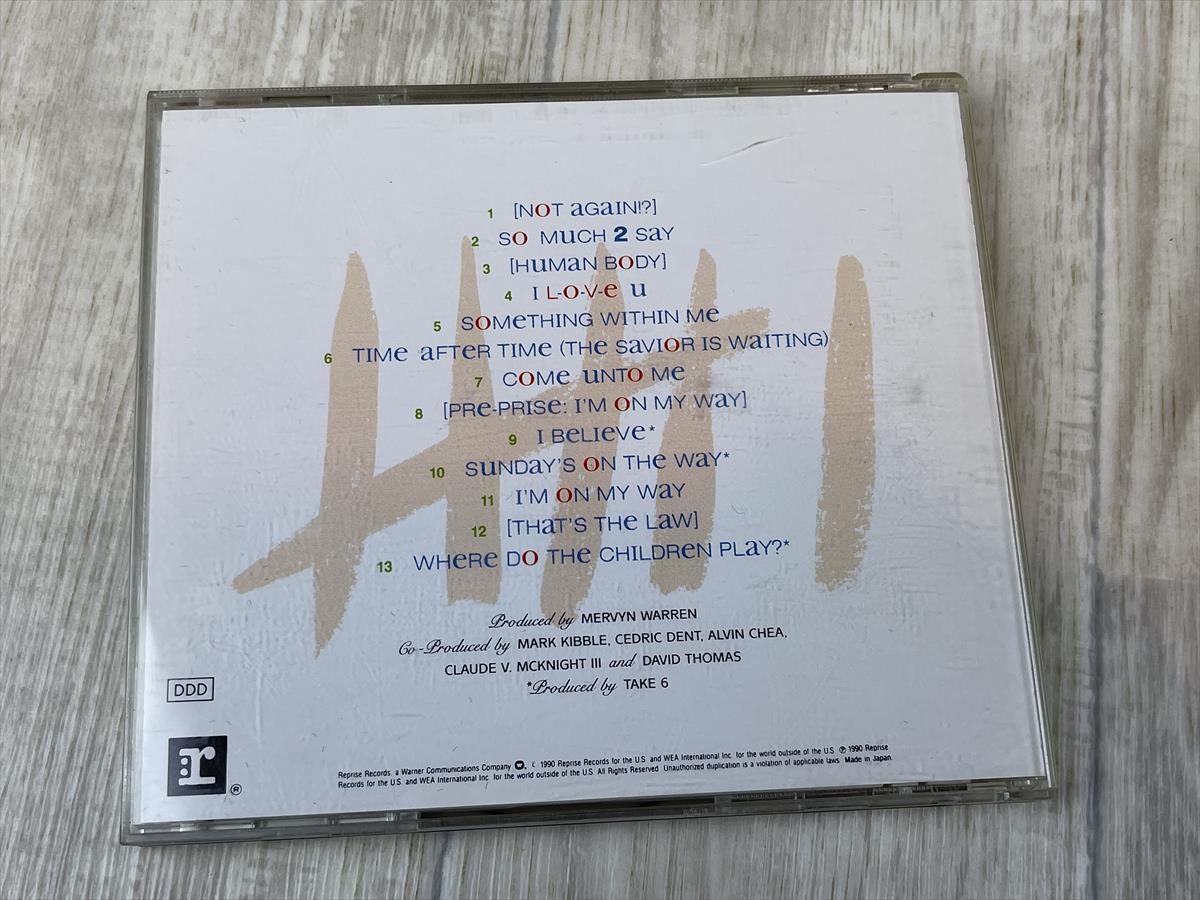 1 [NOT aGaIN!?]
2 SO MuCH 2 Say
3 [HuMAN BODY]
4 I L-O-V-e u
5 SOMeTHING WITHIN Me
6 TIMe aFTER TIMe (THe SaVIOR IS WaITING)
7 COMe uNTO Me
8 [PRe-PRISe: I'M ON MY Way]
9 I BeLIeVe*
10 SuNDay'S ON THe Way*
11 I'M ON MY Way
12 [THaT'S THe LaW]
13 WHeRe DO THe CHILDReN PLay?*
Produced by MERVYN WARREN
Co-Produced by MARK KIBBLE, CEDRIC DENT, ALVIN CHEA,
CLAUDE V. MCKNIGHT III and DAVID THOMAS
*Produced by TAKE 6
DDD
r ®
Reprise Records, a Warner Communications Company W, © 1990 Reprise Records for the U.S. and WEA International Inc. for the world outside of the U.S. ℗ 1990 Reprise
Records for the U.S. and WEA International Inc. for the world outside of the U.S. All Rights Reserved. Unauthorized duplication is a violation of applicable laws. Made in Japan.